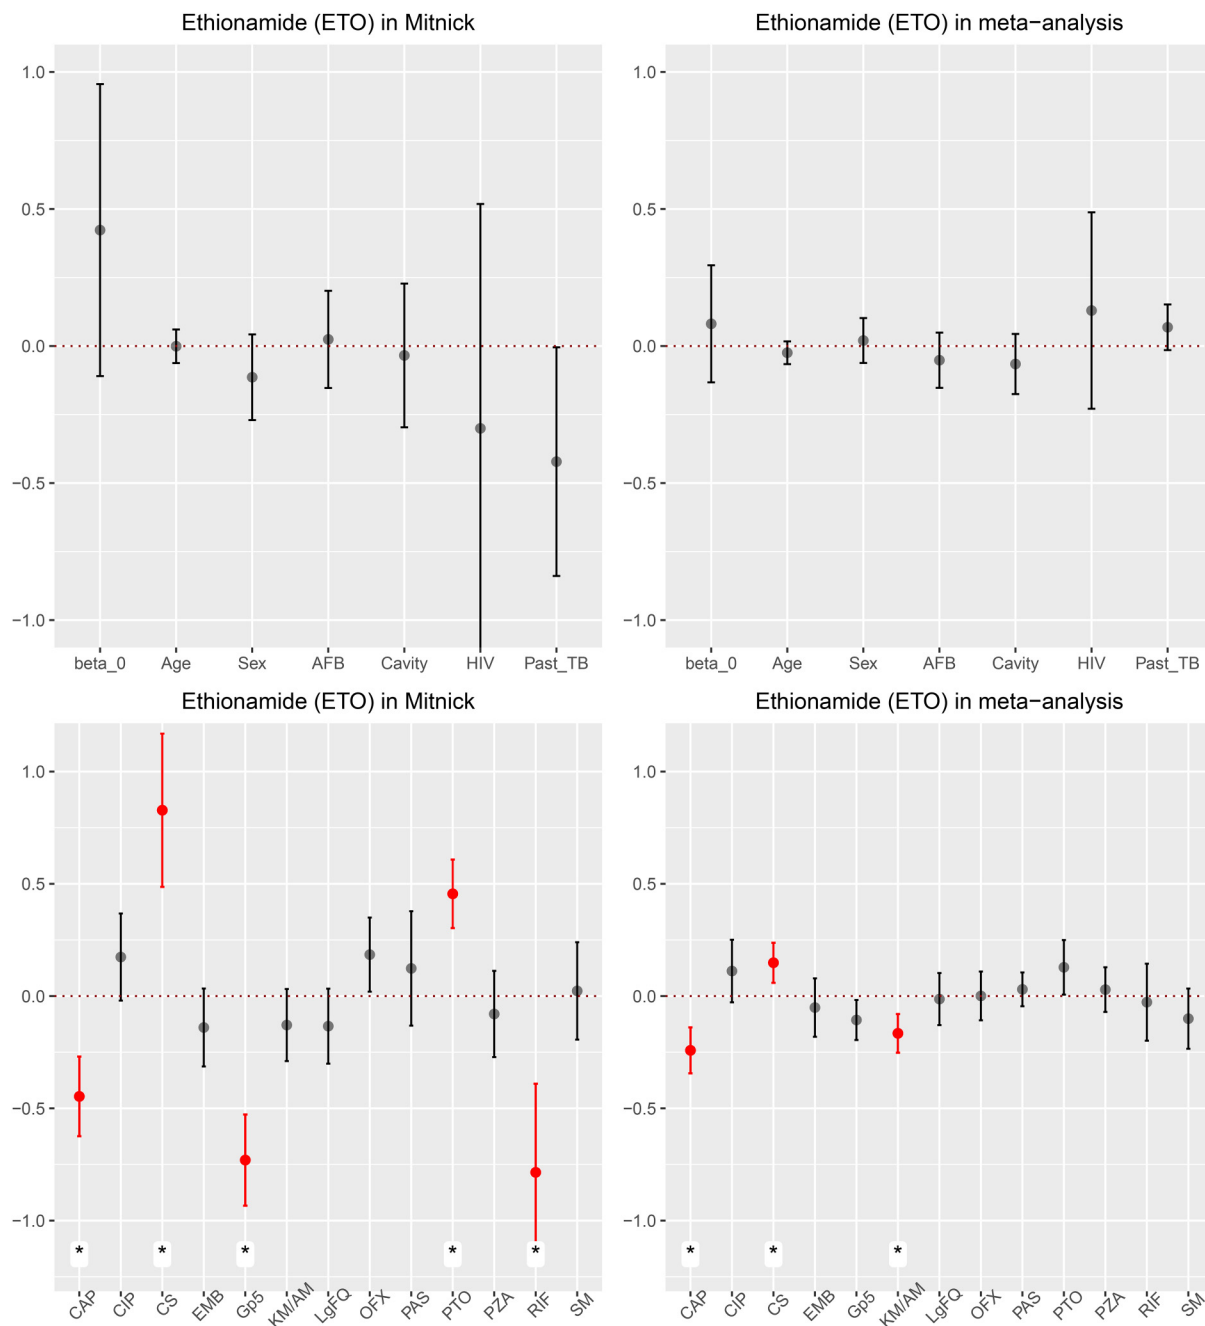 Ethionamide (ETO) in Mitnick
1.0
0.5
0.0
−0.5
−1.0
beta_0 Age Sex AFB Cavity HIV Past_TB
Ethionamide (ETO) in meta−analysis
1.0
0.5
0.0
−0.5
−1.0
beta_0 Age Sex AFB Cavity HIV Past_TB
Ethionamide (ETO) in Mitnick
1.0
0.5
0.0
−0.5
−1.0
* * * * *
CAP CIP CS EMB Gp5 KM/AM LgFQ OFX PAS PTO PZA RIF SM
Ethionamide (ETO) in meta−analysis
1.0
0.5
0.0
−0.5
−1.0
* * *
CAP CIP CS EMB Gp5 KM/AM LgFQ OFX PAS PTO PZA RIF SM